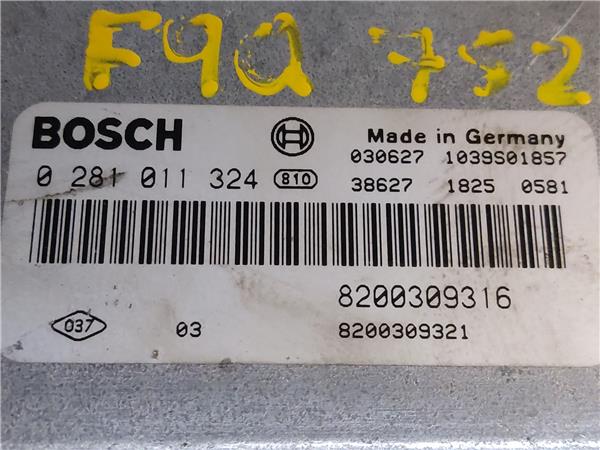 F9Q 752
BOSCH
Made in Germany
030627 1039S01857
0 281 011 324 810
38627 1825 0581
8200309316
037 03 8200309321